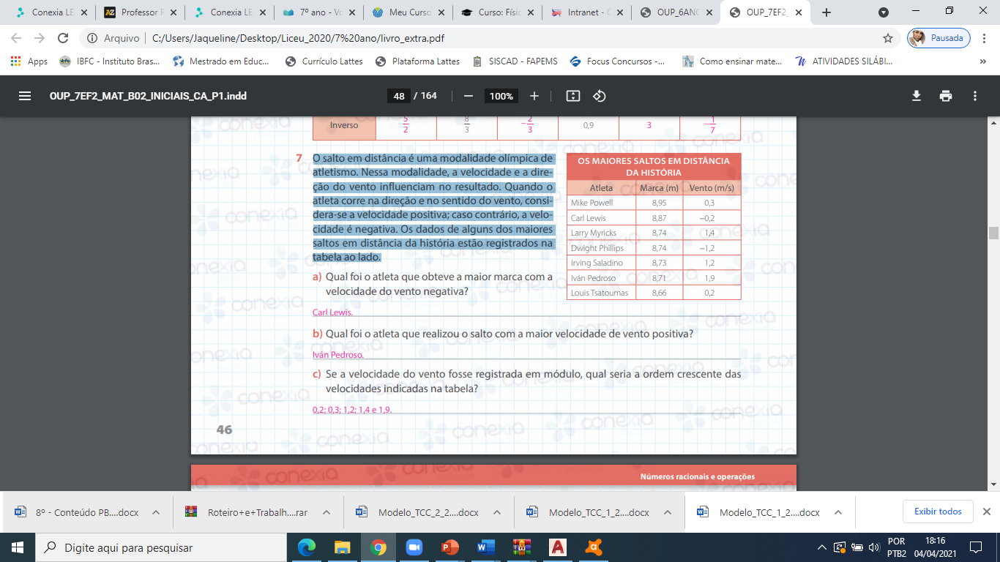 Conexia LE
Professor F
Conexia LE
7º ano - Vo
Meu Curso
Curso: Físi
Intranet - C
OUP_6ANO
OUP_7EF2_
Arquivo
C:/Users/Jaqueline/Desktop/Liceu_2020/7%20ano/livro_extra.pdf
Pausada
Apps
IBFC - Instituto Bras...
Mestrado em Educ...
Currículo Lattes
Plataforma Lattes
SISCAD - FAPEMS
Focus Concursos -...
Como ensinar mate...
ATIVIDADES SILÁBI...
OUP_7EF2_MAT_B02_INICIAIS_CA_P1.indd
48 / 164
100%
Inverso 5/2 8/3 −2/3 0,9 3 −1/7
7 O salto em distância é uma modalidade olímpica de
atletismo. Nessa modalidade, a velocidade e a dire-
ção do vento influenciam no resultado. Quando o
atleta corre na direção e no sentido do vento, consi-
dera-se a velocidade positiva; caso contrário, a velo-
cidade é negativa. Os dados de alguns dos maiores
saltos em distância da história estão registrados na
tabela ao lado.
OS MAIORES SALTOS EM DISTÂNCIA
DA HISTÓRIA
Atleta Marca (m) Vento (m/s)
Mike Powell 8,95 0,3
Carl Lewis 8,87 −0,2
Larry Myricks 8,74 1,4
Dwight Phillips 8,74 −1,2
Irving Saladino 8,73 1,2
Iván Pedroso 8,71 1,9
Louis Tsatoumas 8,66 0,2
a) Qual foi o atleta que obteve a maior marca com a
velocidade do vento negativa?
Carl Lewis.
b) Qual foi o atleta que realizou o salto com a maior velocidade de vento positiva?
Iván Pedroso.
c) Se a velocidade do vento fosse registrada em módulo, qual seria a ordem crescente das
velocidades indicadas na tabela?
0,2; 0,3; 1,2; 1,4 e 1,9.
46
Números racionais e operações
8º - Conteúdo PB....docx
Roteiro+e+Trabalh....rar
Modelo_TCC_2_2....docx
Modelo_TCC_1_2....docx
Modelo_TCC_1_2....docx
Exibir todos
Digite aqui para pesquisar
POR
PTB2
18:16
04/04/2021